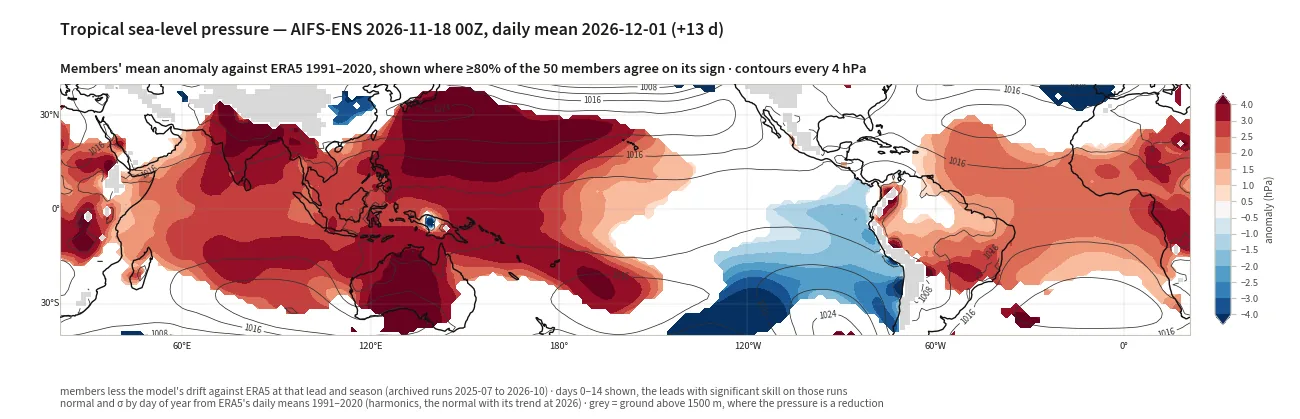 Tropical sea-level pressure — AIFS-ENS 2026-11-18 00Z, daily mean 2026-12-01 (+13 d)
Members' mean anomaly against ERA5 1991–2020, shown where ≥80% of the 50 members agree on its sign · contours every 4 hPa
1008
1016
1016
1016
1016
1016
1016
1016
1016
1008
1008
1016
1024
1016
1016
30°N
0°
30°S
60°E
120°E
180°
120°W
60°W
0°
4.0
3.0
2.5
2.0
1.5
1.0
0.5
−0.5
−1.0
−1.5
−2.0
−2.5
−3.0
−4.0
anomaly (hPa)
members less the model's drift against ERA5 at that lead and season (archived runs 2025-07 to 2026-10) · days 0–14 shown, the leads with significant skill on those runs
normal and σ by day of year from ERA5's daily means 1991–2020 (harmonics, the normal with its trend at 2026) · grey = ground above 1500 m, where the pressure is a reduction